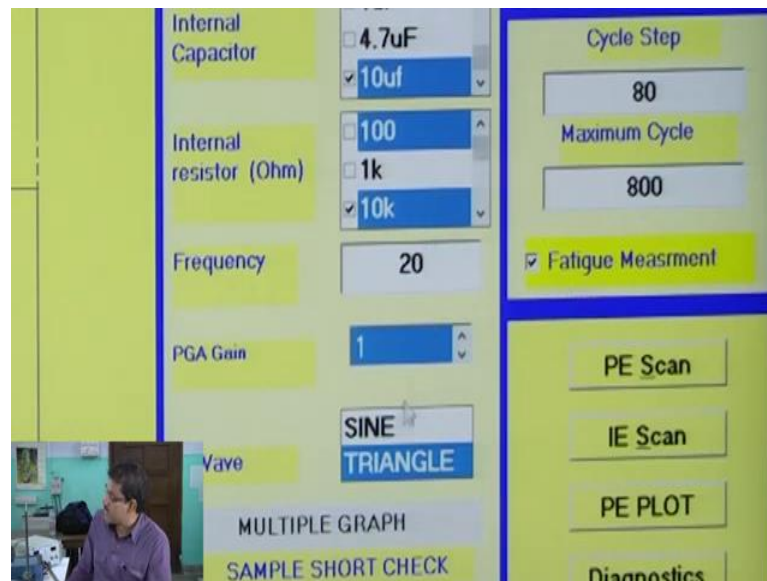 Internal
Capacitor
4.7uF
10uf
Internal
resistor (Ohm)
100
1k
10k
Frequency
20
PGA Gain
1
SINE
TRIANGLE
MULTIPLE GRAPH
SAMPLE SHORT CHECK
Cycle Step
80
Maximum Cycle
800
Fatigue Measrment
PE Scan
IE Scan
PE PLOT
Diagnostics